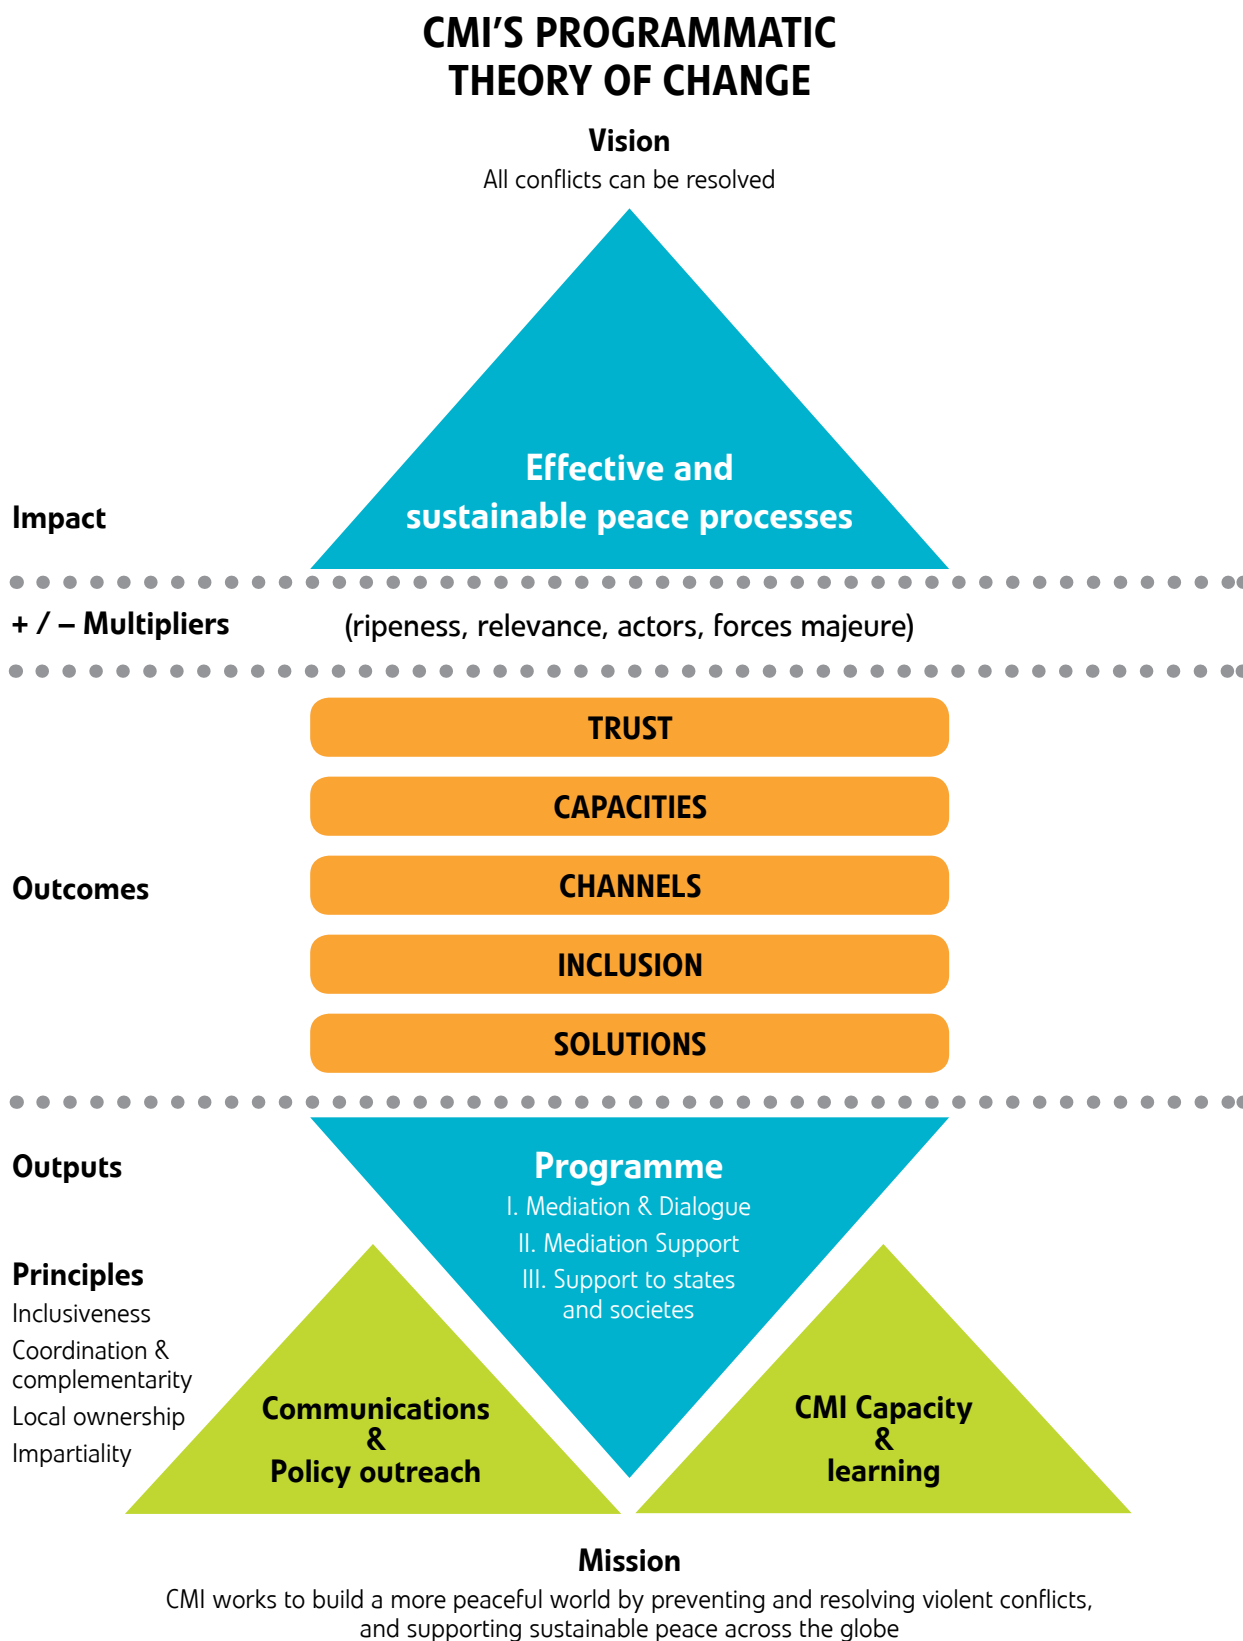 CMI'S PROGRAMMATIC
THEORY OF CHANGE
Vision
All conflicts can be resolved
Effective and
sustainable peace processes
Impact
+ / – Multipliers
(ripeness, relevance, actors, forces majeure)
TRUST
CAPACITIES
CHANNELS
INCLUSION
SOLUTIONS
Outcomes
Outputs
Programme
I. Mediation & Dialogue
II. Mediation Support
III. Support to states
and societes
Principles
Inclusiveness
Coordination &
complementarity
Local ownership
Impartiality
Communications
&
Policy outreach
CMI Capacity
&
learning
Mission
CMI works to build a more peaceful world by preventing and resolving violent conflicts,
and supporting sustainable peace across the globe